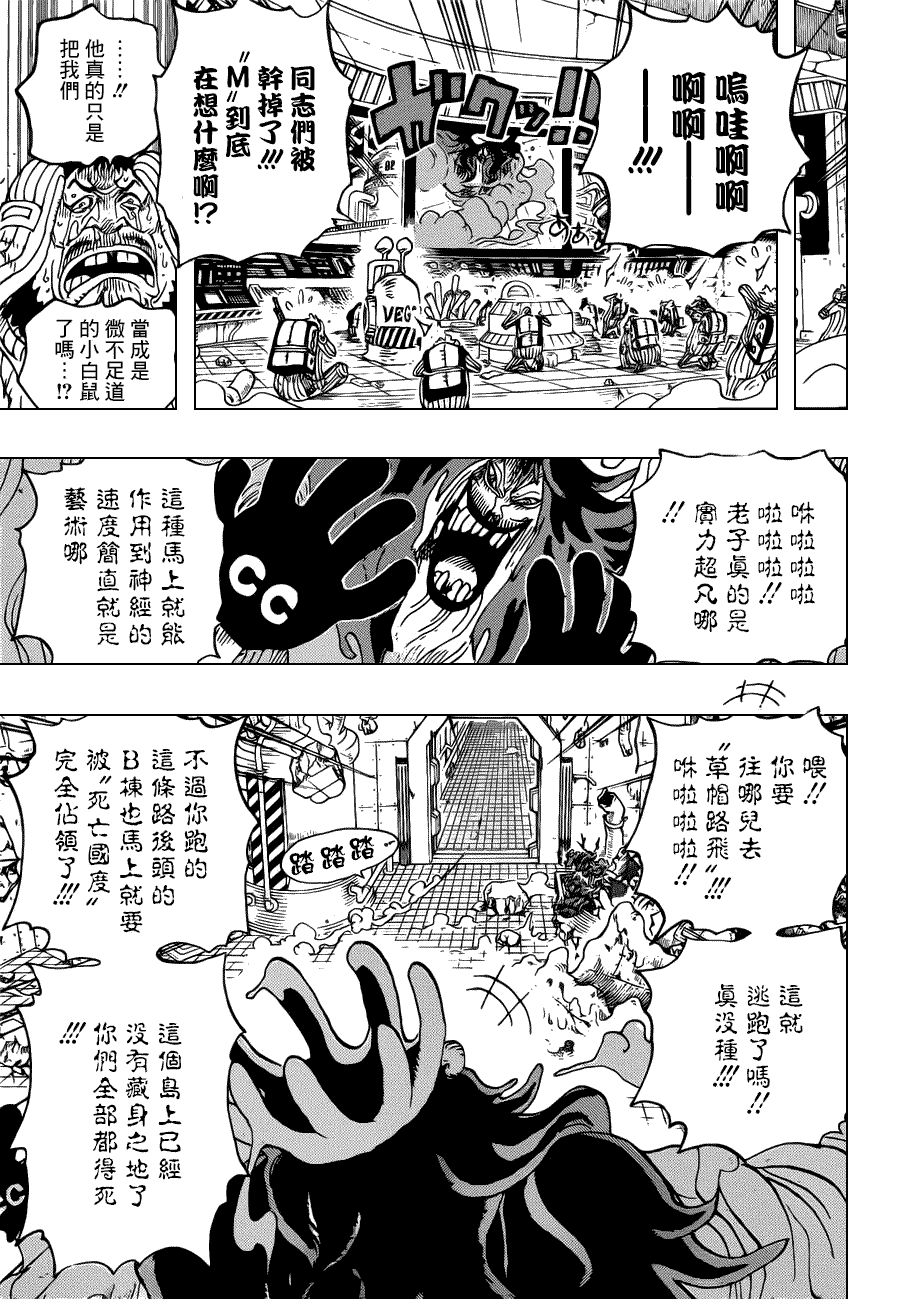 嗚哇啊啊
啊啊——
——!!!
ガクッ!!
ああぁ
VEG
同志們被
幹掉了!!!
"M"到底
在想什麼啊!?
……!!
他真的只是
把我們
當成是
微不足道
的小白鼠
了嗎…!?
咻啦啦啦
啦啦啦!!
老子真的是
實力超凡哪
!!
CC
這種馬上就能
作用到神經的
速度簡直就是
藝術哪
喂!!
你要
往哪兒去
"草帽路飛"
咻啦啦啦!!
踏踏踏
不過你跑的
這條路後頭的
B棟也馬上就要
被"死亡國度"
完全佔領了!!!
這就
逃跑了嗎!!
真沒種!!!
這個島上已經
沒有藏身之地了
你們全部都得死
!!!
C